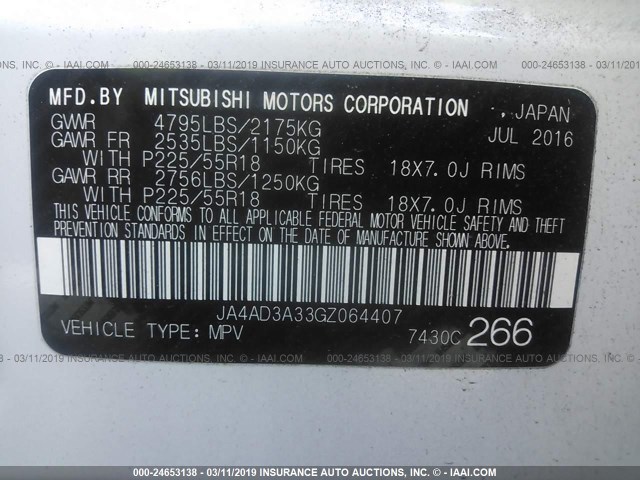 000-24653138 - 03/11/2019 INSURANCE AUTO AUCTIONS, INC.
MFD.BY MITSUBISHI MOTORS CORPORATION , JAPAN
GVWR 4795LBS/2175KG JUL 2016
GAWR FR 2535LBS/1150KG
WITH P225/55R18 TIRES 18X7.0J RIMS
GAWR RR 2756LBS/1250KG
WITH P225/55R18 TIRES 18X7.0J RIMS
THIS VEHICLE CONFORMS TO ALL APPLICABLE FEDERAL MOTOR VEHICLE SAFETY AND THEFT
PREVENTION STANDARDS IN EFFECT ON THE DATE OF MANUFACTURE SHOWN ABOVE.
JA4AD3A33GZ064407
VEHICLE TYPE: MPV 7430C 266
000-24653138 - 03/11/2019 INSURANCE AUTO AUCTIONS, INC.